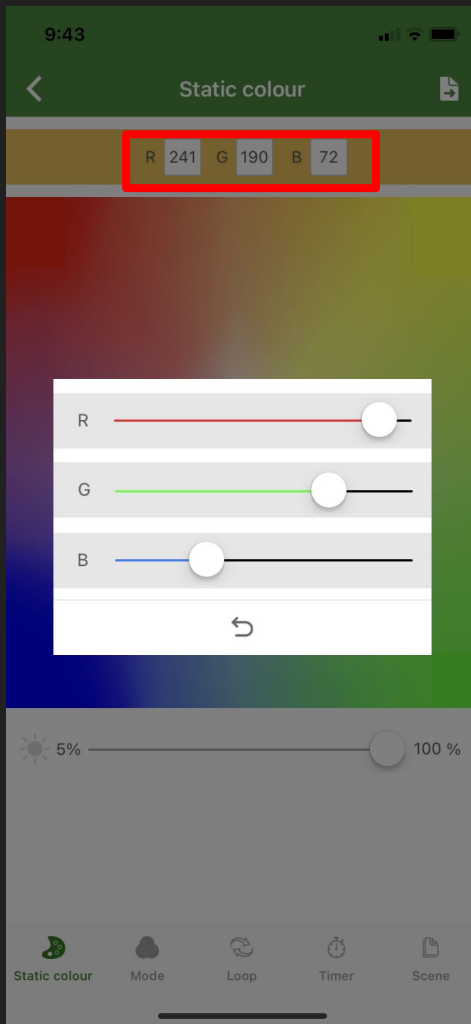 9:43
Static colour
R 241 G 190 B 72
R
G
B
5% 100 %
Static colour Mode Loop Timer Scene